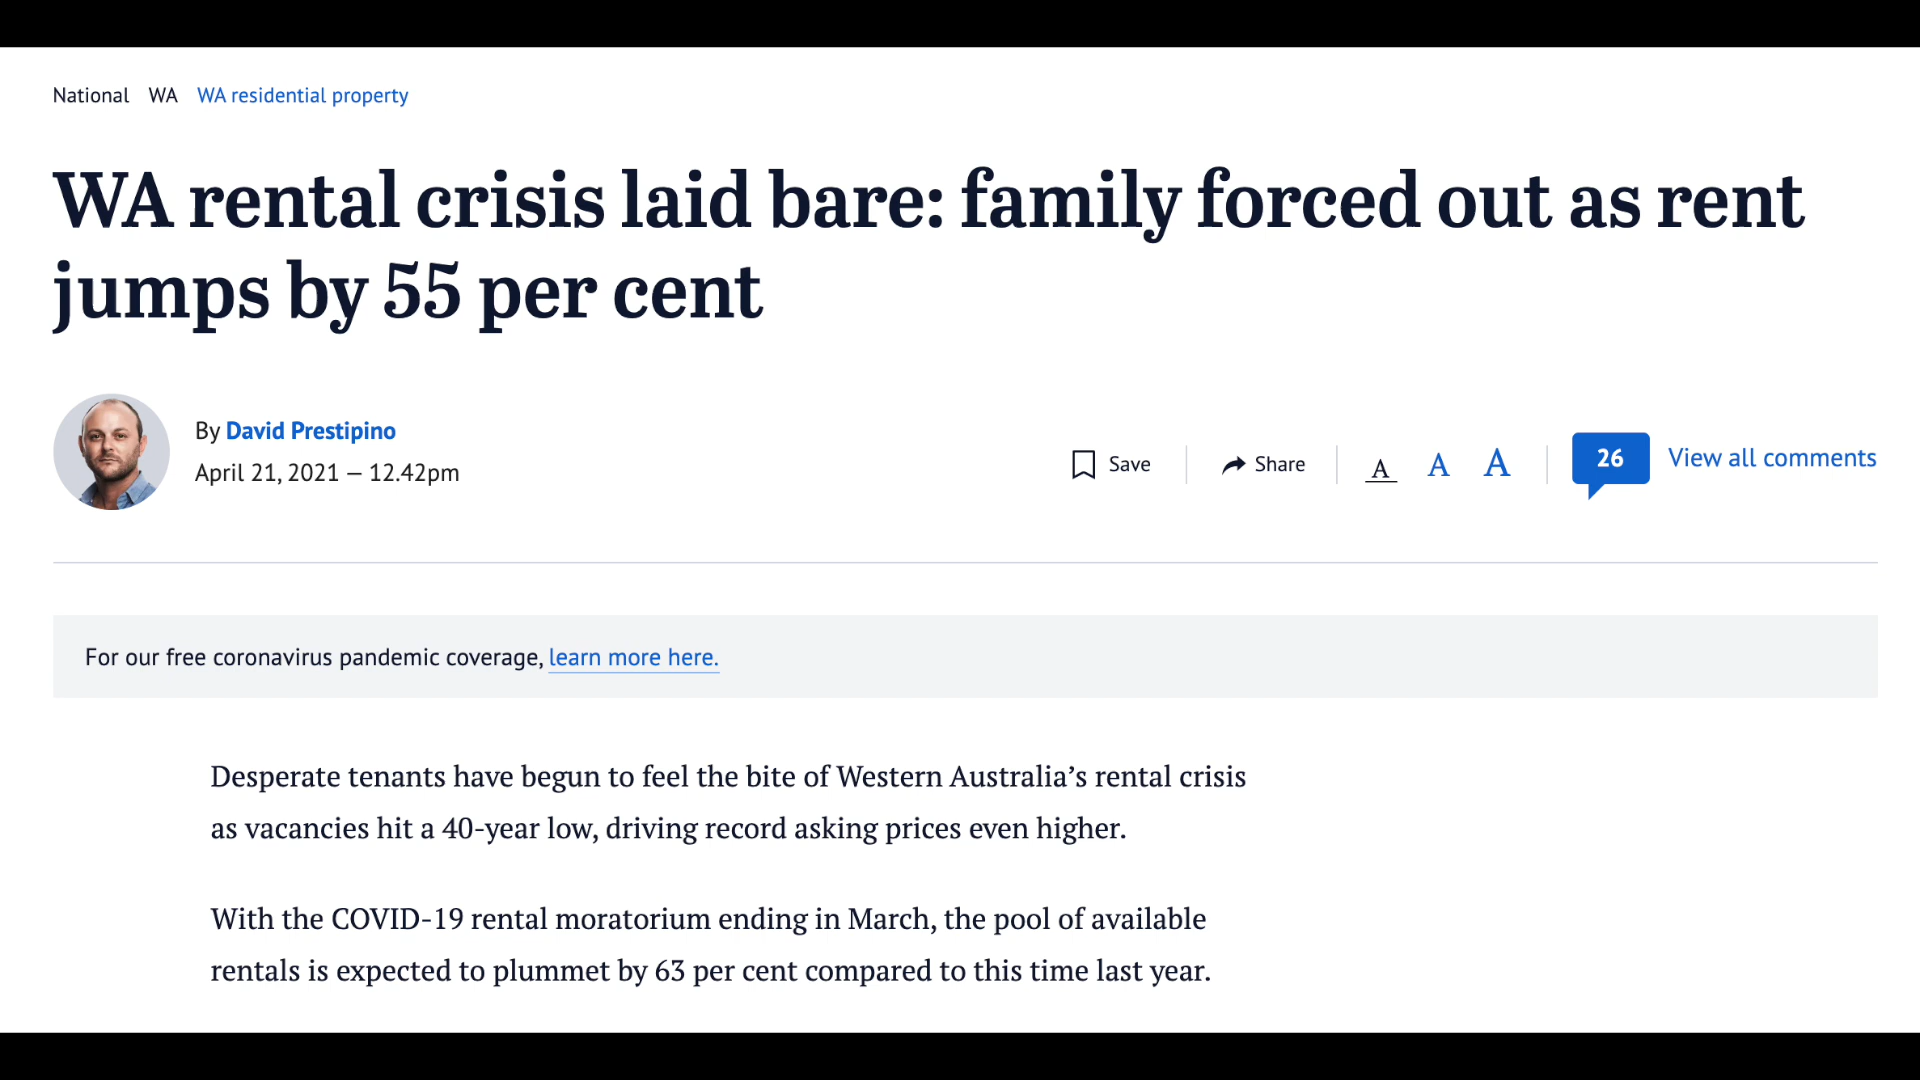 National WA WA residential property
WA rental crisis laid bare: family forced out as rent
jumps by 55 per cent
By David Prestipino
April 21, 2021 — 12.42pm
Save Share A A A 26 View all comments
For our free coronavirus pandemic coverage, learn more here.
Desperate tenants have begun to feel the bite of Western Australia’s rental crisis
as vacancies hit a 40-year low, driving record asking prices even higher.
With the COVID-19 rental moratorium ending in March, the pool of available
rentals is expected to plummet by 63 per cent compared to this time last year.